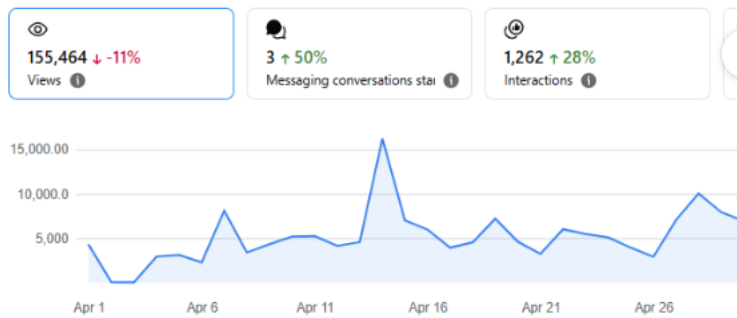 155,464 ↓ -11%
Views
3 ↑ 50%
Messaging conversations star
1,262 ↑ 28%
Interactions
15,000.00
10,000.0
5,000
Apr 1
Apr 6
Apr 11
Apr 16
Apr 21
Apr 26